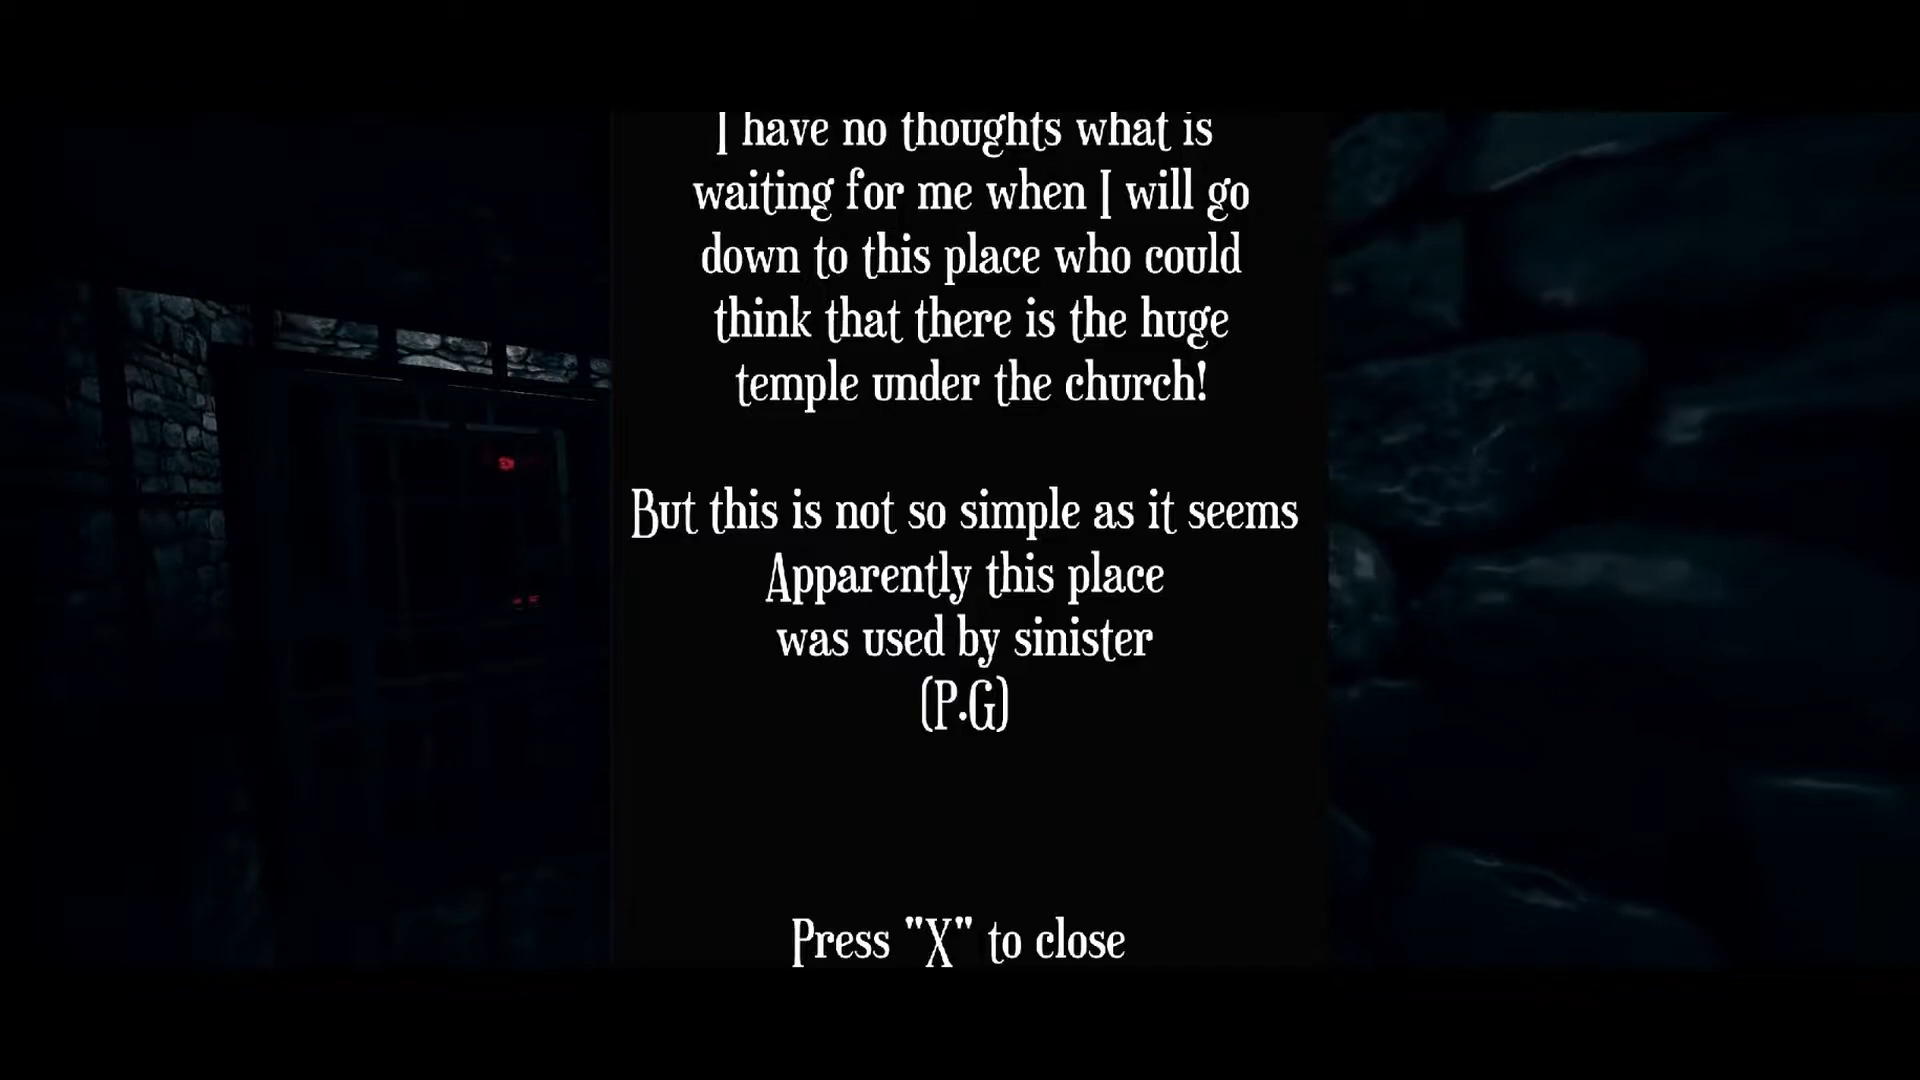 I have no thoughts what is
waiting for me when I will go
down to this place who could
think that there is the huge
temple under the church!
But this is not so simple as it seems
Apparently this place
was used by sinister
(P.G)
Press "X" to close